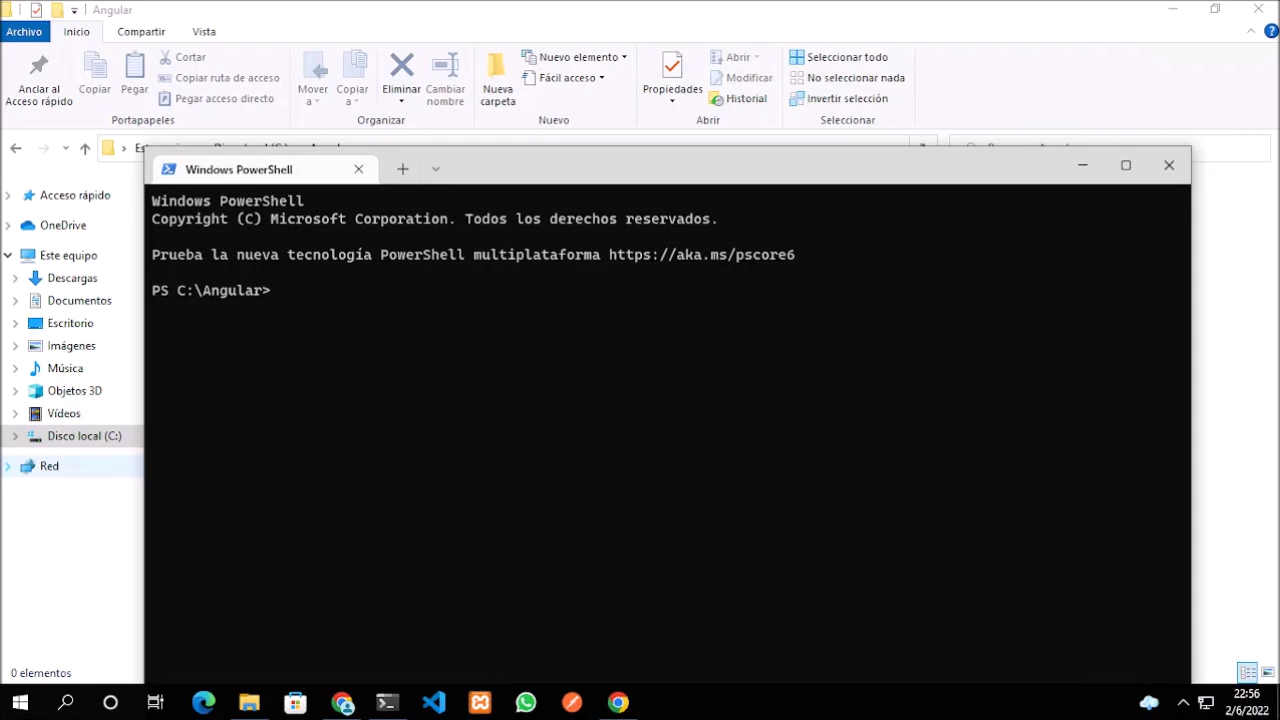 Angular
Archivo Inicio Compartir Vista
Anclar al Acceso rápido
Copiar
Pegar
Cortar
Copiar ruta de acceso
Pegar acceso directo
Portapapeles
Mover a
Copiar a
Eliminar
Cambiar nombre
Organizar
Nueva carpeta
Nuevo elemento
Fácil acceso
Nuevo
Propiedades
Abrir
Modificar
Historial
Abrir
Seleccionar todo
No seleccionar nada
Invertir selección
Seleccionar
Windows PowerShell
Windows PowerShell
Copyright (C) Microsoft Corporation. Todos los derechos reservados.
Prueba la nueva tecnología PowerShell multiplataforma https://aka.ms/pscore6
PS C:\Angular>
Acceso rápido
OneDrive
Este equipo
Descargas
Documentos
Escritorio
Imágenes
Música
Objetos 3D
Vídeos
Disco local (C:)
Red
0 elementos
22:56
2/6/2022